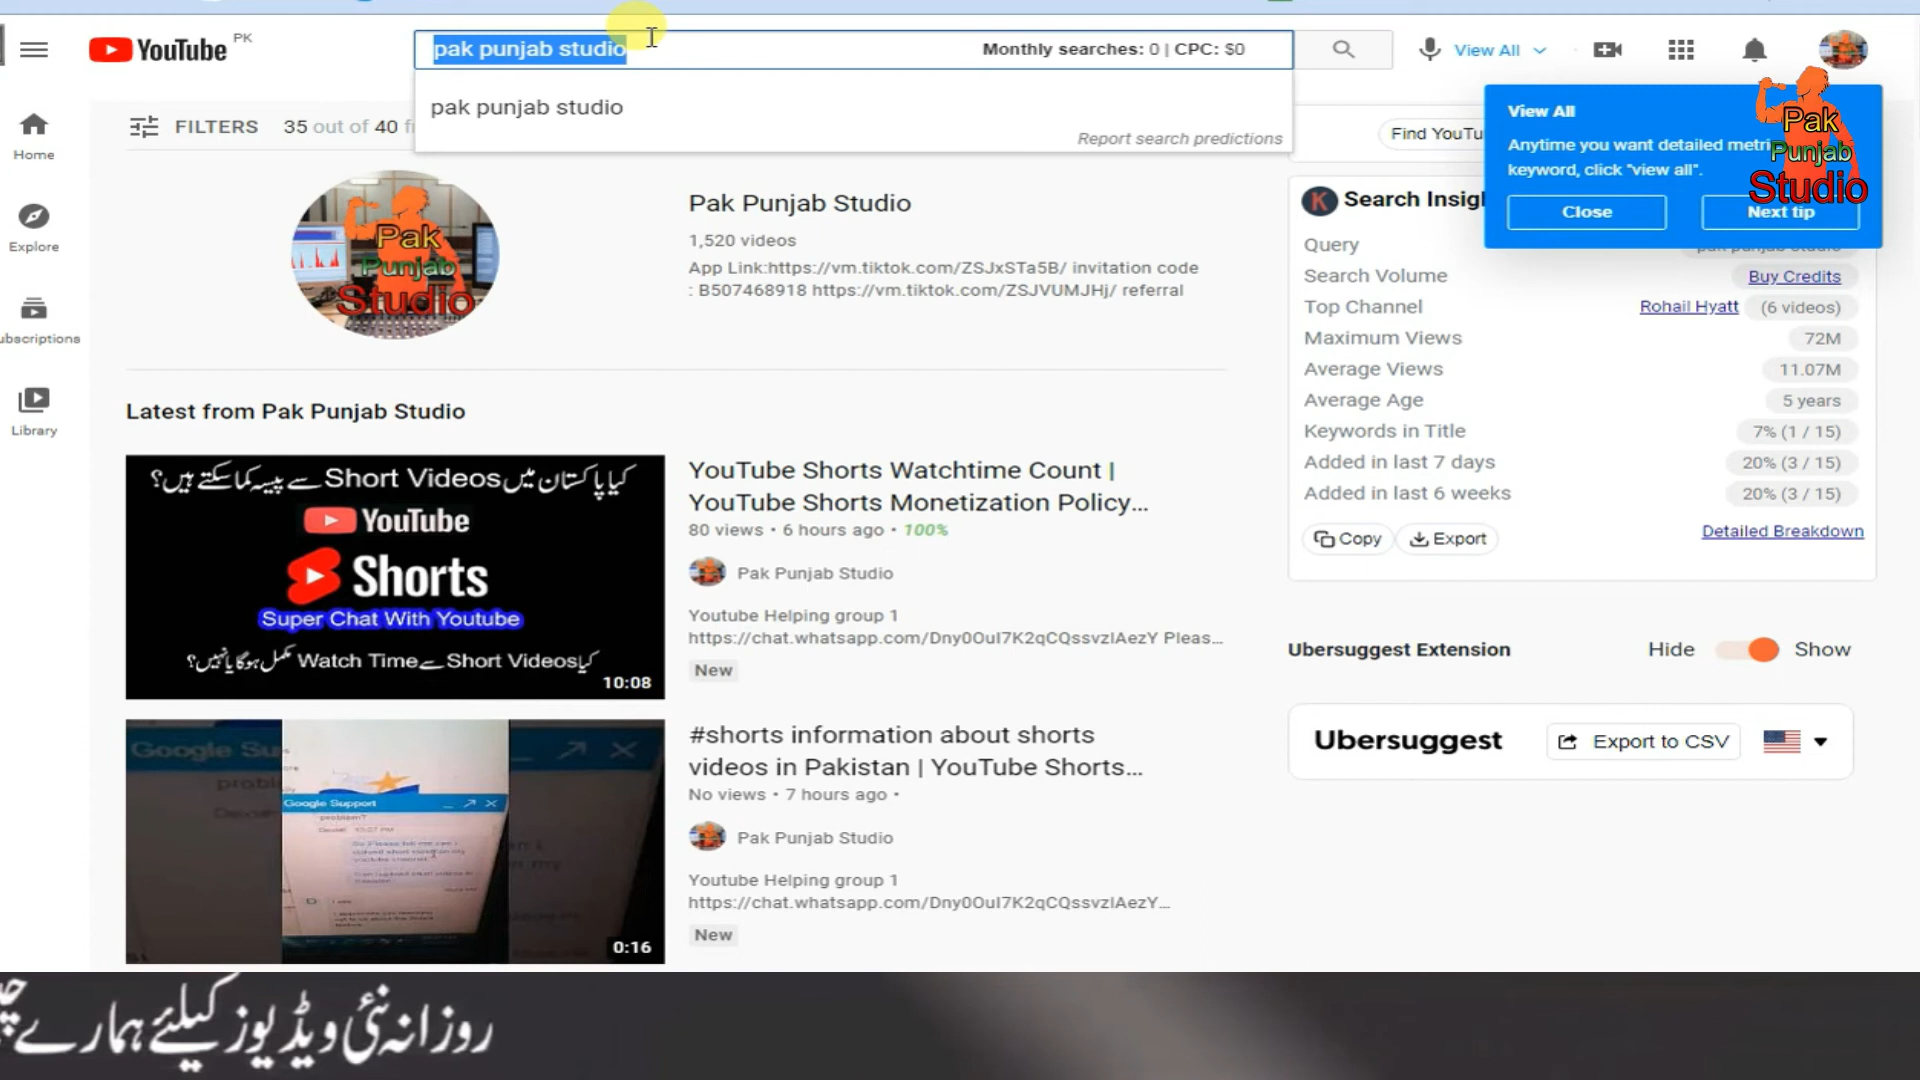 YouTube PK
pak punjab studio
Monthly searches: 0 | CPC: $0
View All
pak punjab studio
Report search predictions
FILTERS 35 out of 40
Find YouTu
View All
Anytime you want detailed metri
keyword, click "view all".
Close
Next tip
Pak
Punjab
Studio
Home
Explore
ubscriptions
Library
Pak
Punjab
Studio
Pak Punjab Studio
1,520 videos
App Link:https://vm.tiktok.com/ZSJxSTa5B/ invitation code
: B507468918 https://vm.tiktok.com/ZSJVUMJHj/ referral
Search Insig
Query pak punjab studio
Search Volume Buy Credits
Top Channel Rohail Hyatt (6 videos)
Maximum Views 72M
Average Views 11.07M
Average Age 5 years
Keywords in Title 7% (1 / 15)
Added in last 7 days 20% (3 / 15)
Added in last 6 weeks 20% (3 / 15)
Copy Export Detailed Breakdown
Latest from Pak Punjab Studio
کیا پاکستان میں Short Videos سے پیسہ کما سکتے ہیں؟
YouTube
Shorts
Super Chat With Youtube
کیا Short Videos سے Watch Time مکمل ہوگا یا نہیں؟
10:08
YouTube Shorts Watchtime Count |
YouTube Shorts Monetization Policy...
80 views • 6 hours ago • 100%
Pak Punjab Studio
Youtube Helping group 1
https://chat.whatsapp.com/Dny0OuI7K2qCQssvzIAezY Pleas...
New
Ubersuggest Extension Hide Show
Ubersuggest Export to CSV
Google Su
Google Support
problem?
0:16
#shorts information about shorts
videos in Pakistan | YouTube Shorts...
No views • 7 hours ago •
Pak Punjab Studio
Youtube Helping group 1
https://chat.whatsapp.com/Dny0OuI7K2qCQssvzIAezY...
New
روزانہ نئی ویڈیوز کیلئے ہمارے